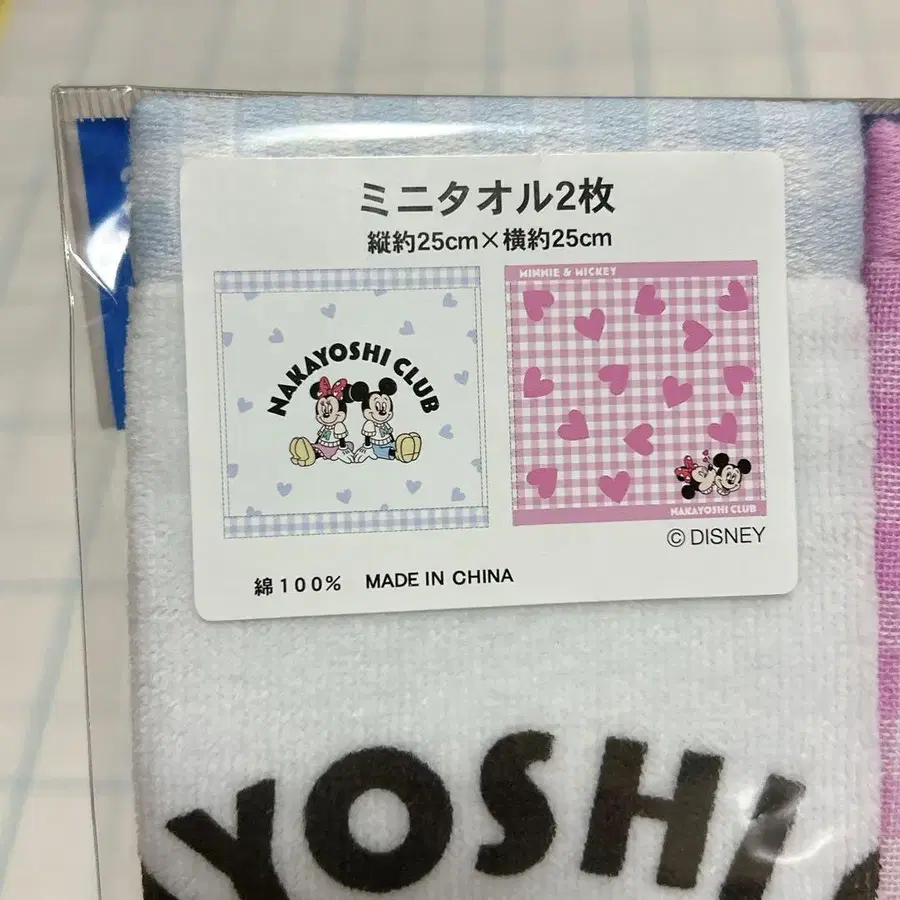 ミニタオル2枚
縦約25cm×横約25cm
NAKAYOSHI CLUB
MINNIE & MICKEY
NAKAYOSHI CLUB
©DISNEY
綿100% MADE IN CHINA
YOSHI